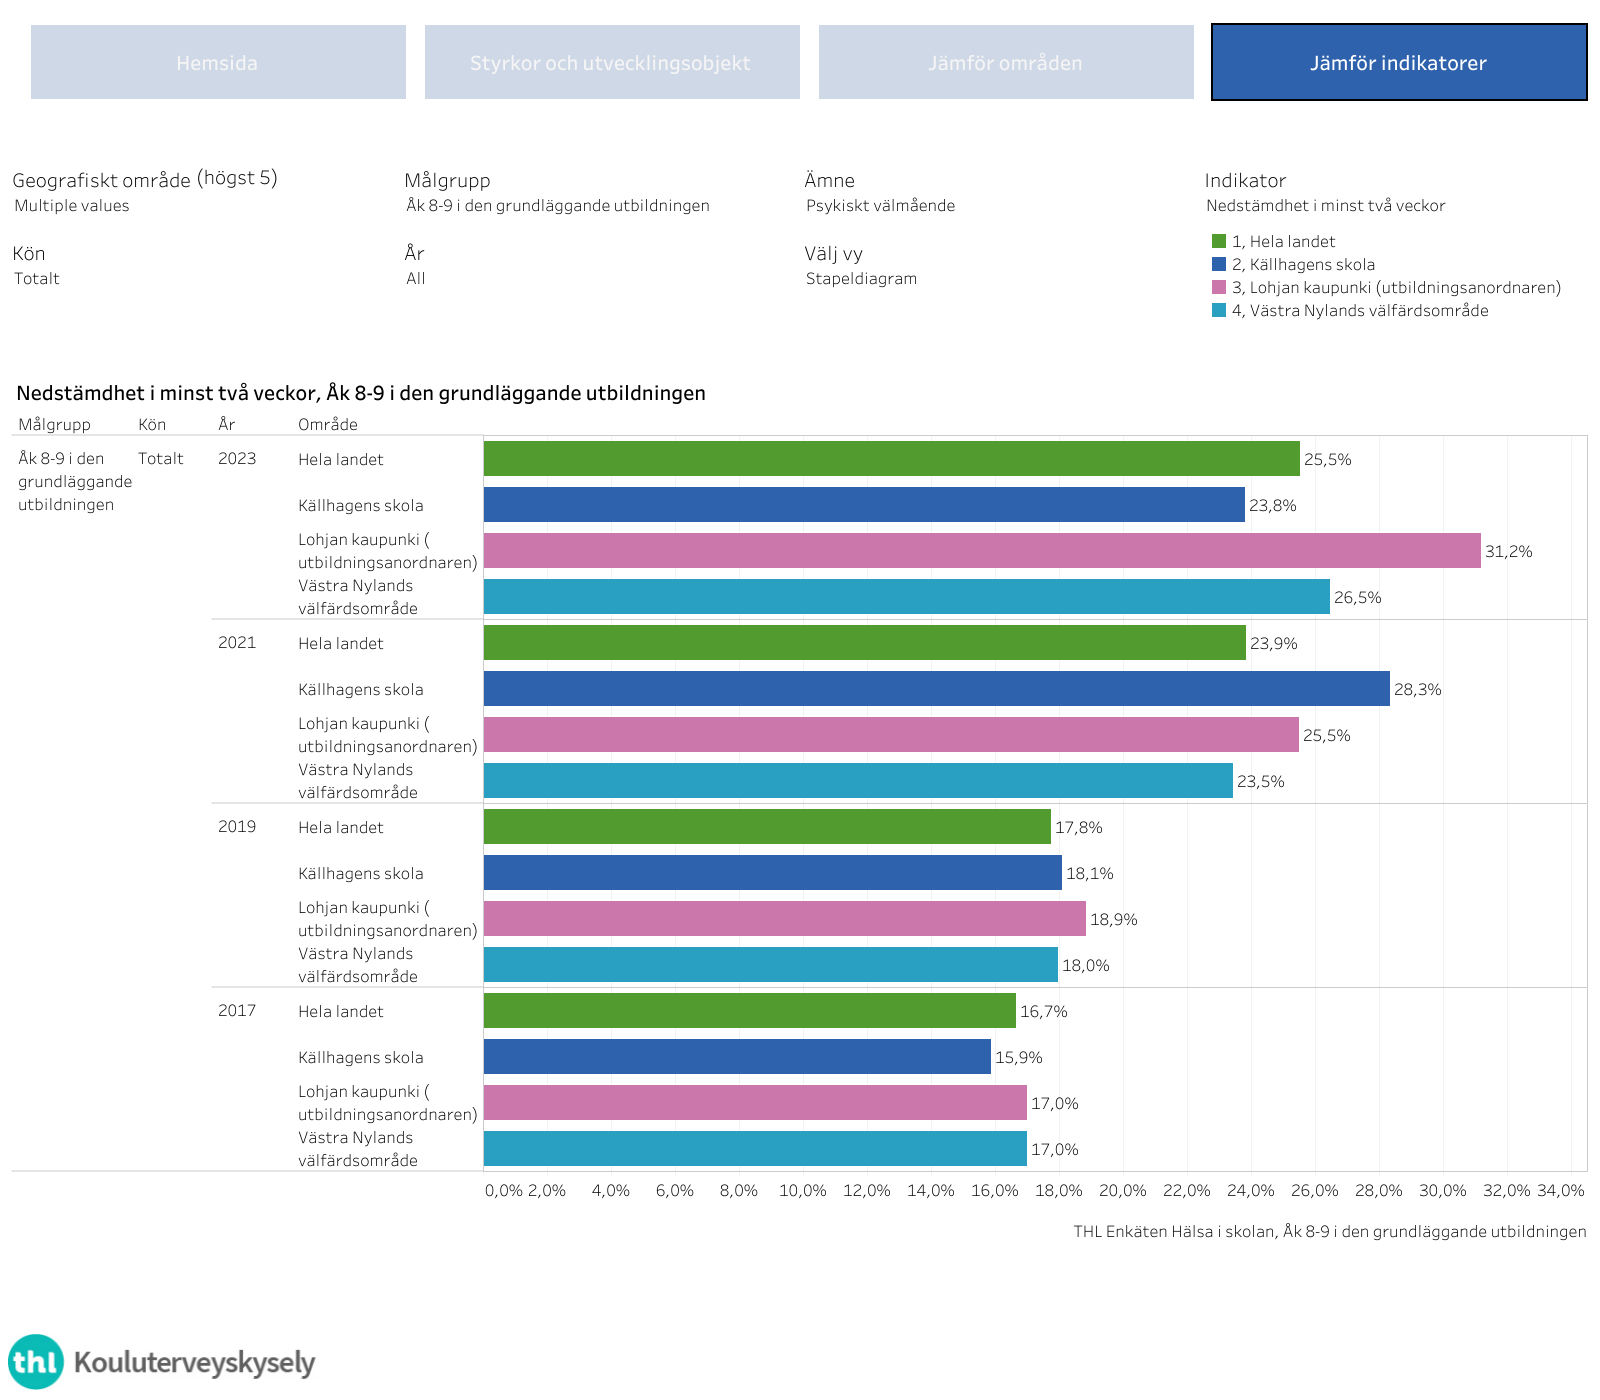 Hemsida
Styrkor och utvecklingsobjekt
Jämför områden
Jämför indikatorer
Geografiskt område (högst 5)
Multiple values
Målgrupp
Åk 8-9 i den grundläggande utbildningen
Ämne
Psykiskt välmående
Indikator
Nedstämdhet i minst två veckor
Kön
Totalt
År
All
Välj vy
Stapeldiagram
1, Hela landet
2, Källhagens skola
3, Lohjan kaupunki (utbildningsanordnaren)
4, Västra Nylands välfärdsområde
Nedstämdhet i minst två veckor, Åk 8-9 i den grundläggande utbildningen
Målgrupp Kön År Område
Åk 8-9 i den
grundläggande
utbildningen
Totalt
2023
Hela landet 25,5%
Källhagens skola 23,8%
Lohjan kaupunki (
utbildningsanordnaren) 31,2%
Västra Nylands
välfärdsområde 26,5%
2021
Hela landet 23,9%
Källhagens skola 28,3%
Lohjan kaupunki (
utbildningsanordnaren) 25,5%
Västra Nylands
välfärdsområde 23,5%
2019
Hela landet 17,8%
Källhagens skola 18,1%
Lohjan kaupunki (
utbildningsanordnaren) 18,9%
Västra Nylands
välfärdsområde 18,0%
2017
Hela landet 16,7%
Källhagens skola 15,9%
Lohjan kaupunki (
utbildningsanordnaren) 17,0%
Västra Nylands
välfärdsområde 17,0%
0,0% 2,0% 4,0% 6,0% 8,0% 10,0% 12,0% 14,0% 16,0% 18,0% 20,0% 22,0% 24,0% 26,0% 28,0% 30,0% 32,0% 34,0%
THL Enkäten Hälsa i skolan, Åk 8-9 i den grundläggande utbildningen
thl Kouluterveyskysely